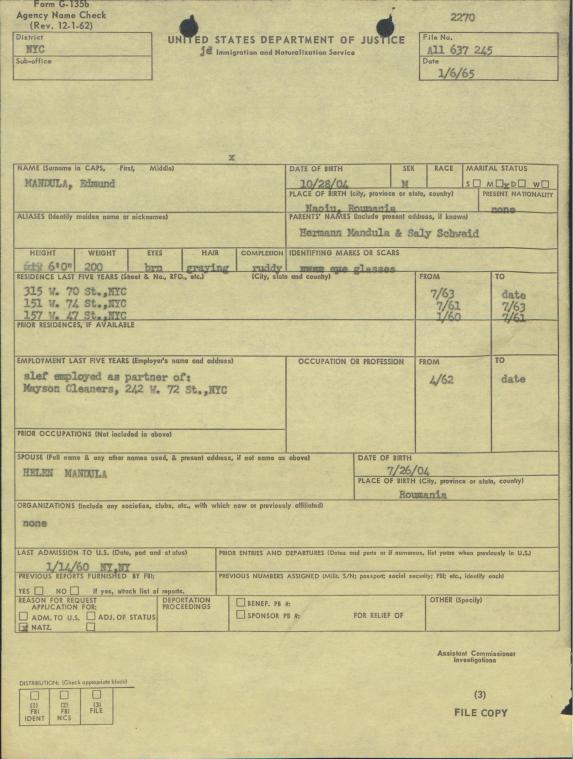 Form G-135b
Agency Name Check
(Rev. 12-1-62)
2270
District
NYC
Sub-office
UNITED STATES DEPARTMENT OF JUSTICE
jd Immigration and Naturalization Service
File No.
A11 637 245
Date
1/6/65
x
NAME (Surname in CAPS, First, Middle)
MANDULA, Edmund
DATE OF BIRTH
10/28/04
SEX
M
RACE
MARITAL STATUS
S M x D W
PLACE OF BIRTH (city, province or state, country)
Roumania
PRESENT NATIONALITY
none
ALIASES (Identify maiden name or nicknames)
PARENTS' NAMES (Include present address, if known)
Hermann Mandula & Saly Schweid
HEIGHT
6'0"
WEIGHT
200
EYES
brn
HAIR
graying
COMPLEXION
ruddy
IDENTIFYING MARKS OR SCARS
glasses
RESIDENCE LAST FIVE YEARS (Street & No., RFD., etc.) (City, state and country)
FROM
TO
315 W. 70 St.,NYC 7/63 date
151 W. 74 St.,NYC 7/61 7/63
157 W. 47 St.,NYC 1/60 7/61
PRIOR RESIDENCES, IF AVAILABLE
EMPLOYMENT LAST FIVE YEARS (Employer's name and address)
OCCUPATION OR PROFESSION
FROM
TO
slef employed as partner of:
Mayson Cleaners, 242 W. 72 St.,NYC
4/62 date
PRIOR OCCUPATIONS (Not included in above)
SPOUSE (Full name & any other names used, & present address, if not same as above)
HELEN MANDULA
DATE OF BIRTH
7/26/04
PLACE OF BIRTH (City, province or state, country)
Roumania
ORGANIZATIONS (Include any societies, clubs, etc., with which now or previously affiliated)
none
LAST ADMISSION TO U.S. (Date, port and status)
1/14/60 NY,NY
PRIOR ENTRIES AND DEPARTURES (Dates and ports or if numerous, list years when previously in U.S.)
PREVIOUS REPORTS FURNISHED BY FBI:
YES NO If yes, attach list of reports.
PREVIOUS NUMBERS ASSIGNED (Milit. S/N; passport; social security; FBI; etc., identify each)
REASON FOR REQUEST
APPLICATION FOR:
ADM. TO U.S. ADJ. OF STATUS
x NATZ.
DEPORTATION
PROCEEDINGS
BENEF. PB #:
SPONSOR PB #: FOR RELIEF OF
OTHER (Specify)
Assistant Commissioner
Investigations
DISTRIBUTION: (Check appropriate block)
(1)
FBI
IDENT
(2)
FBI
NCS
(3)
FILE
(3)
FILE COPY